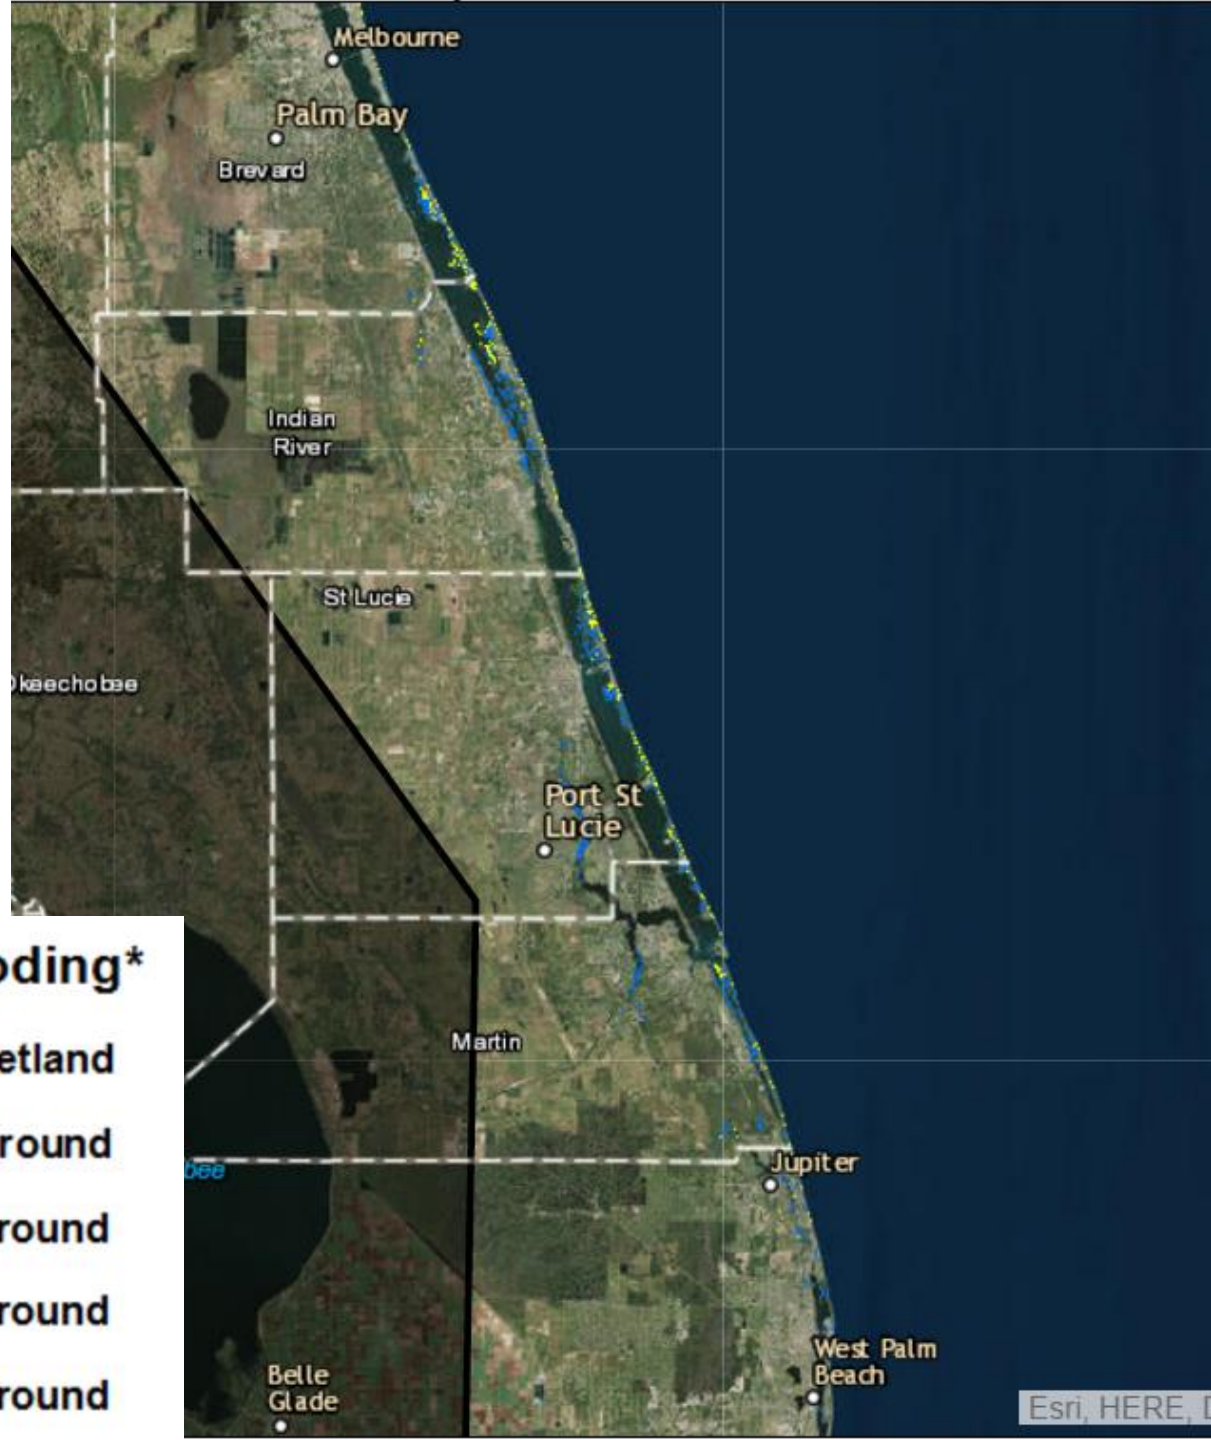 Melbourne
Palm Bay
Brevard
Indian
River
St Lucie
keechobee
Port St
Lucie
oding*
etland
Martin
round
bee
Jupiter
round
round
West Palm
Beach
Belle
Glade
round
Esri, HERE, D